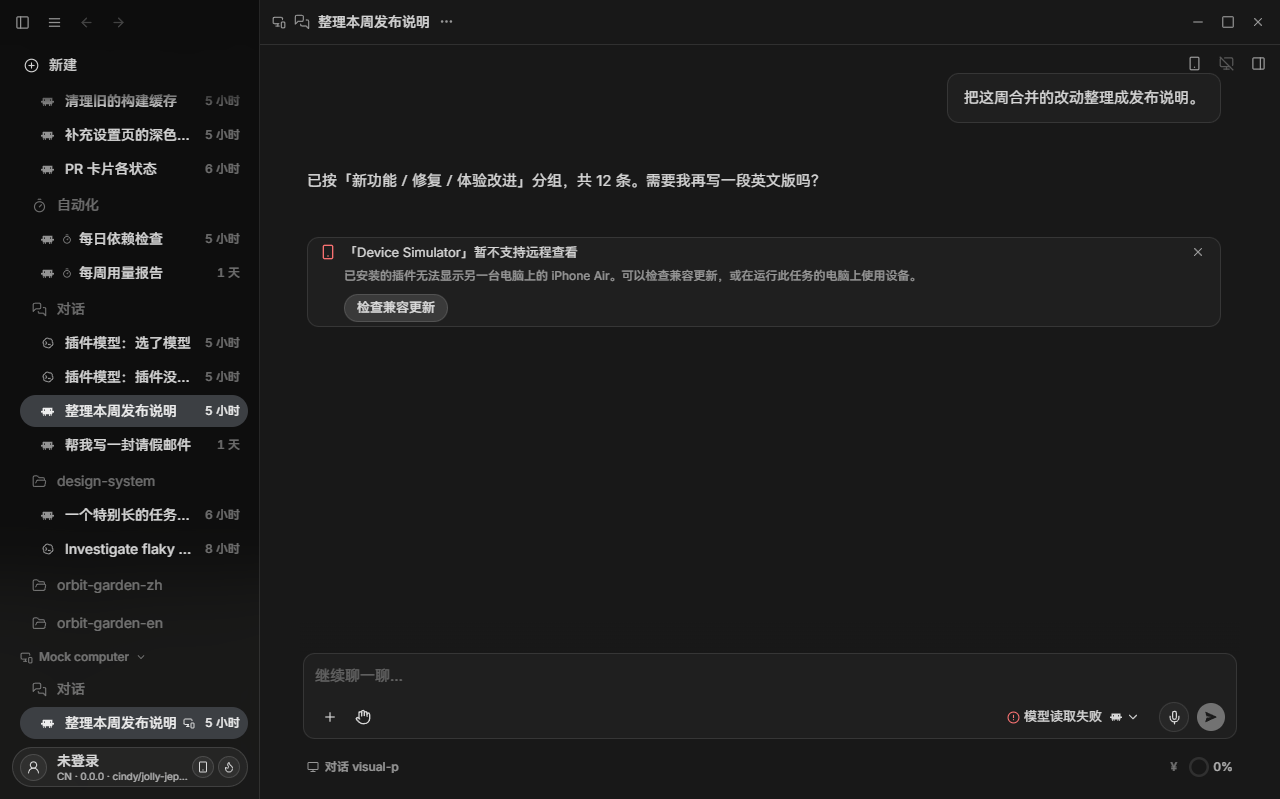 整理本周发布说明
新建
清理旧的构建缓存 5 小时
补充设置页的深色... 5 小时
PR 卡片各状态 6 小时
自动化
每日依赖检查 5 小时
每周用量报告 1 天
对话
插件模型：选了模型 5 小时
插件模型：插件没... 5 小时
整理本周发布说明 5 小时
帮我写一封请假邮件 1 天
design-system
一个特别长的任务... 6 小时
Investigate flaky ... 8 小时
orbit-garden-zh
orbit-garden-en
Mock computer
对话
整理本周发布说明 5 小时
未登录
CN · 0.0.0 · cindy/jolly-jep...
把这周合并的改动整理成发布说明。
已按「新功能 / 修复 / 体验改进」分组，共 12 条。需要我再写一段英文版吗？
「Device Simulator」暂不支持远程查看
已安装的插件无法显示另一台电脑上的 iPhone Air。可以检查兼容更新，或在运行此任务的电脑上使用设备。
检查兼容更新
继续聊一聊...
模型读取失败
对话 visual-p
¥ 0%